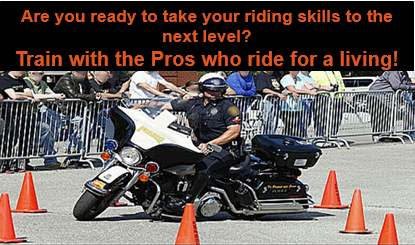 Are you ready to take your riding skills to the
next level?
Train with the Pros who ride for a living!